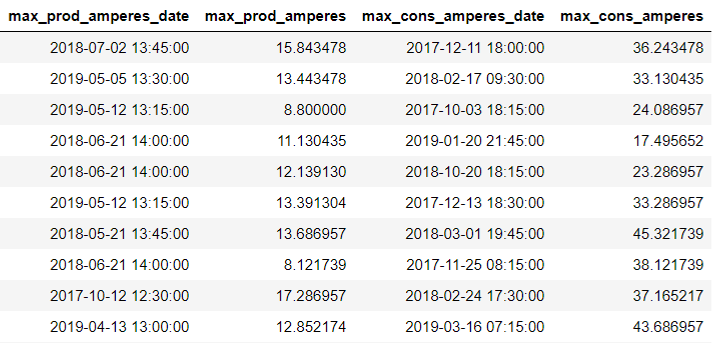 max_prod_amperes_date max_prod_amperes max_cons_amperes_date max_cons_amperes
2018-07-02 13:45:00 15.843478 2017-12-11 18:00:00 36.243478
2019-05-05 13:30:00 13.443478 2018-02-17 09:30:00 33.130435
2019-05-12 13:15:00 8.800000 2017-10-03 18:15:00 24.086957
2018-06-21 14:00:00 11.130435 2019-01-20 21:45:00 17.495652
2018-06-21 14:00:00 12.139130 2018-10-20 18:15:00 23.286957
2019-05-12 13:15:00 13.391304 2017-12-13 18:30:00 33.286957
2018-05-21 13:45:00 13.686957 2018-03-01 19:45:00 45.321739
2018-06-21 14:00:00 8.121739 2017-11-25 08:15:00 38.121739
2017-10-12 12:30:00 17.286957 2018-02-24 17:30:00 37.165217
2019-04-13 13:00:00 12.852174 2019-03-16 07:15:00 43.686957